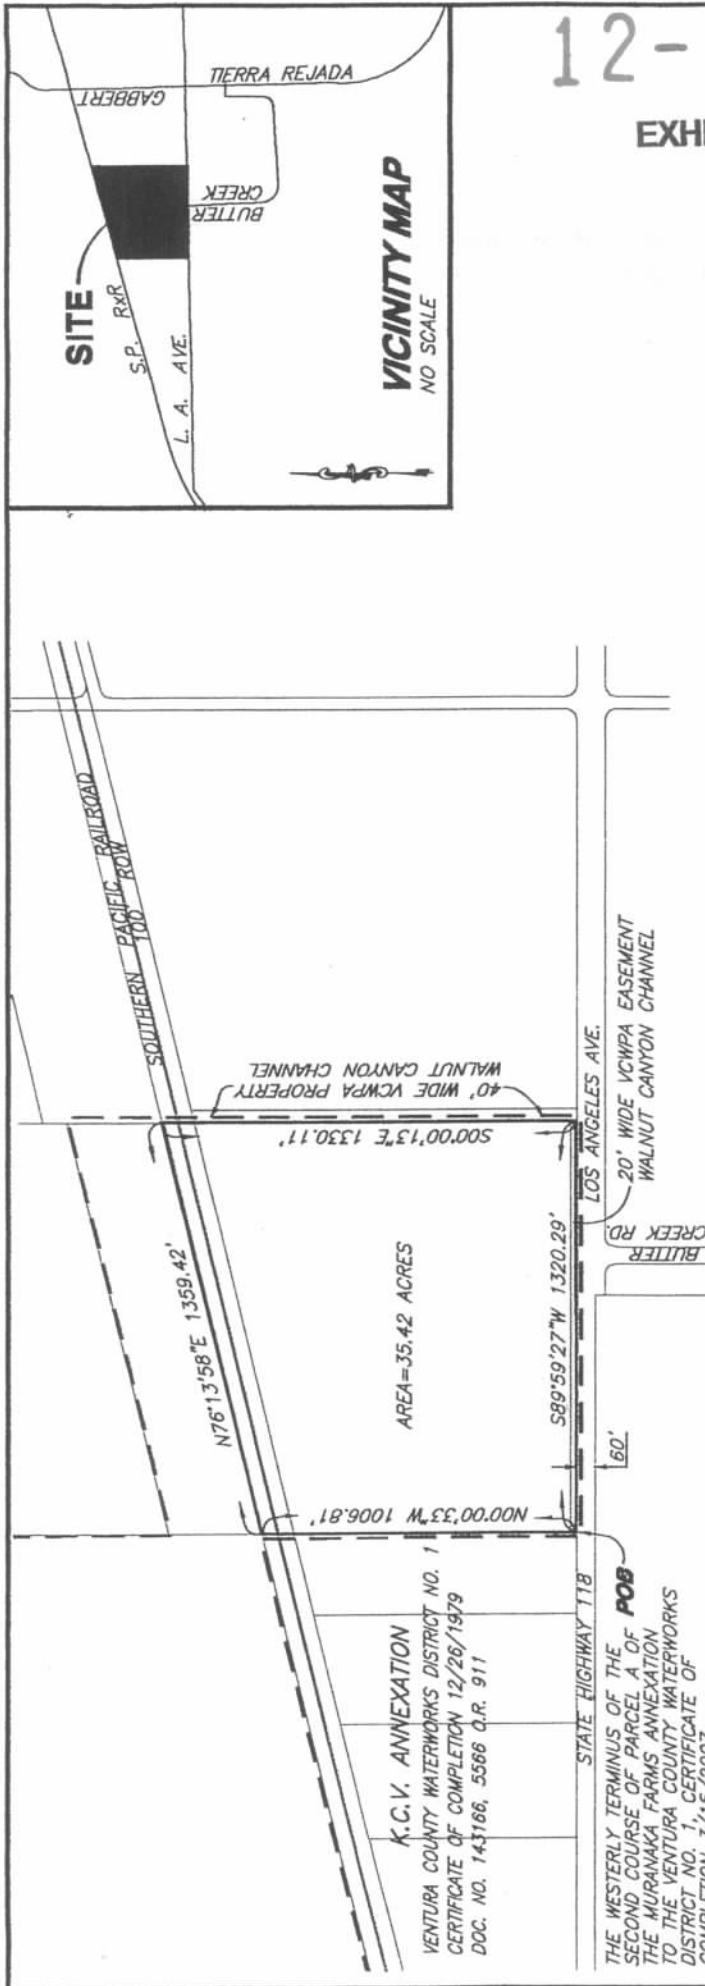 12-
EXHI
TIERRA REJADA
GABBERT
BUTTER
CREEK
SITE
S.P. RxR
L. A. AVE.
VICINITY MAP
NO SCALE
SOUTHERN PACIFIC RAILROAD
100' ROW
40' WIDE VCWPA PROPERTY
WALNUT CANYON CHANNEL
S00°00'13"E 1330.11'
N76°13'58"E 1359.42'
AREA=35.42 ACRES
S89°59'27"W 1320.29'
N00°00'33"W 1006.81'
LOS ANGELES AVE.
20' WIDE VCWPA EASEMENT
WALNUT CANYON CHANNEL
BUTTER
CREEK RD.
60'
K.C.V. ANNEXATION
VENTURA COUNTY WATERWORKS DISTRICT NO. 1
CERTIFICATE OF COMPLETION 12/26/1979
DOC. NO. 143166, 5566 O.R. 911
STATE HIGHWAY 118
POB
THE WESTERLY TERMINUS OF THE
SECOND COURSE OF PARCEL A OF
THE MURANAKA FARMS ANNEXATION
TO THE VENTURA COUNTY WATERWORKS
DISTRICT NO. 1, CERTIFICATE OF
COMPLETION